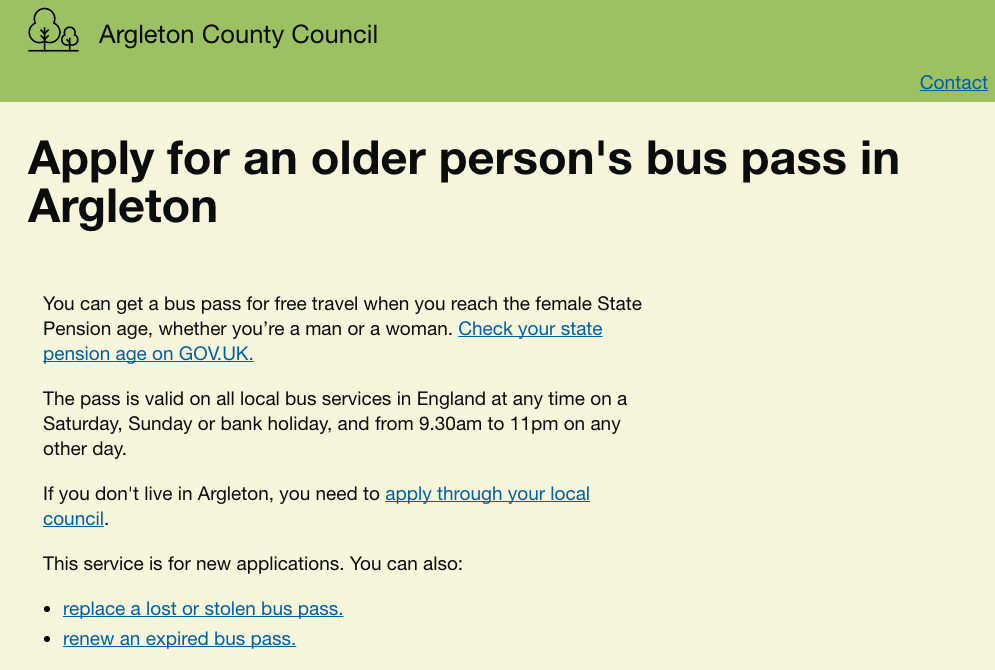 Argleton County Council
Contact
Apply for an older person's bus pass in
Argleton
You can get a bus pass for free travel when you reach the female State
Pension age, whether you’re a man or a woman. Check your state
pension age on GOV.UK.
The pass is valid on all local bus services in England at any time on a
Saturday, Sunday or bank holiday, and from 9.30am to 11pm on any
other day.
If you don't live in Argleton, you need to apply through your local
council.
This service is for new applications. You can also:
• replace a lost or stolen bus pass.
• renew an expired bus pass.